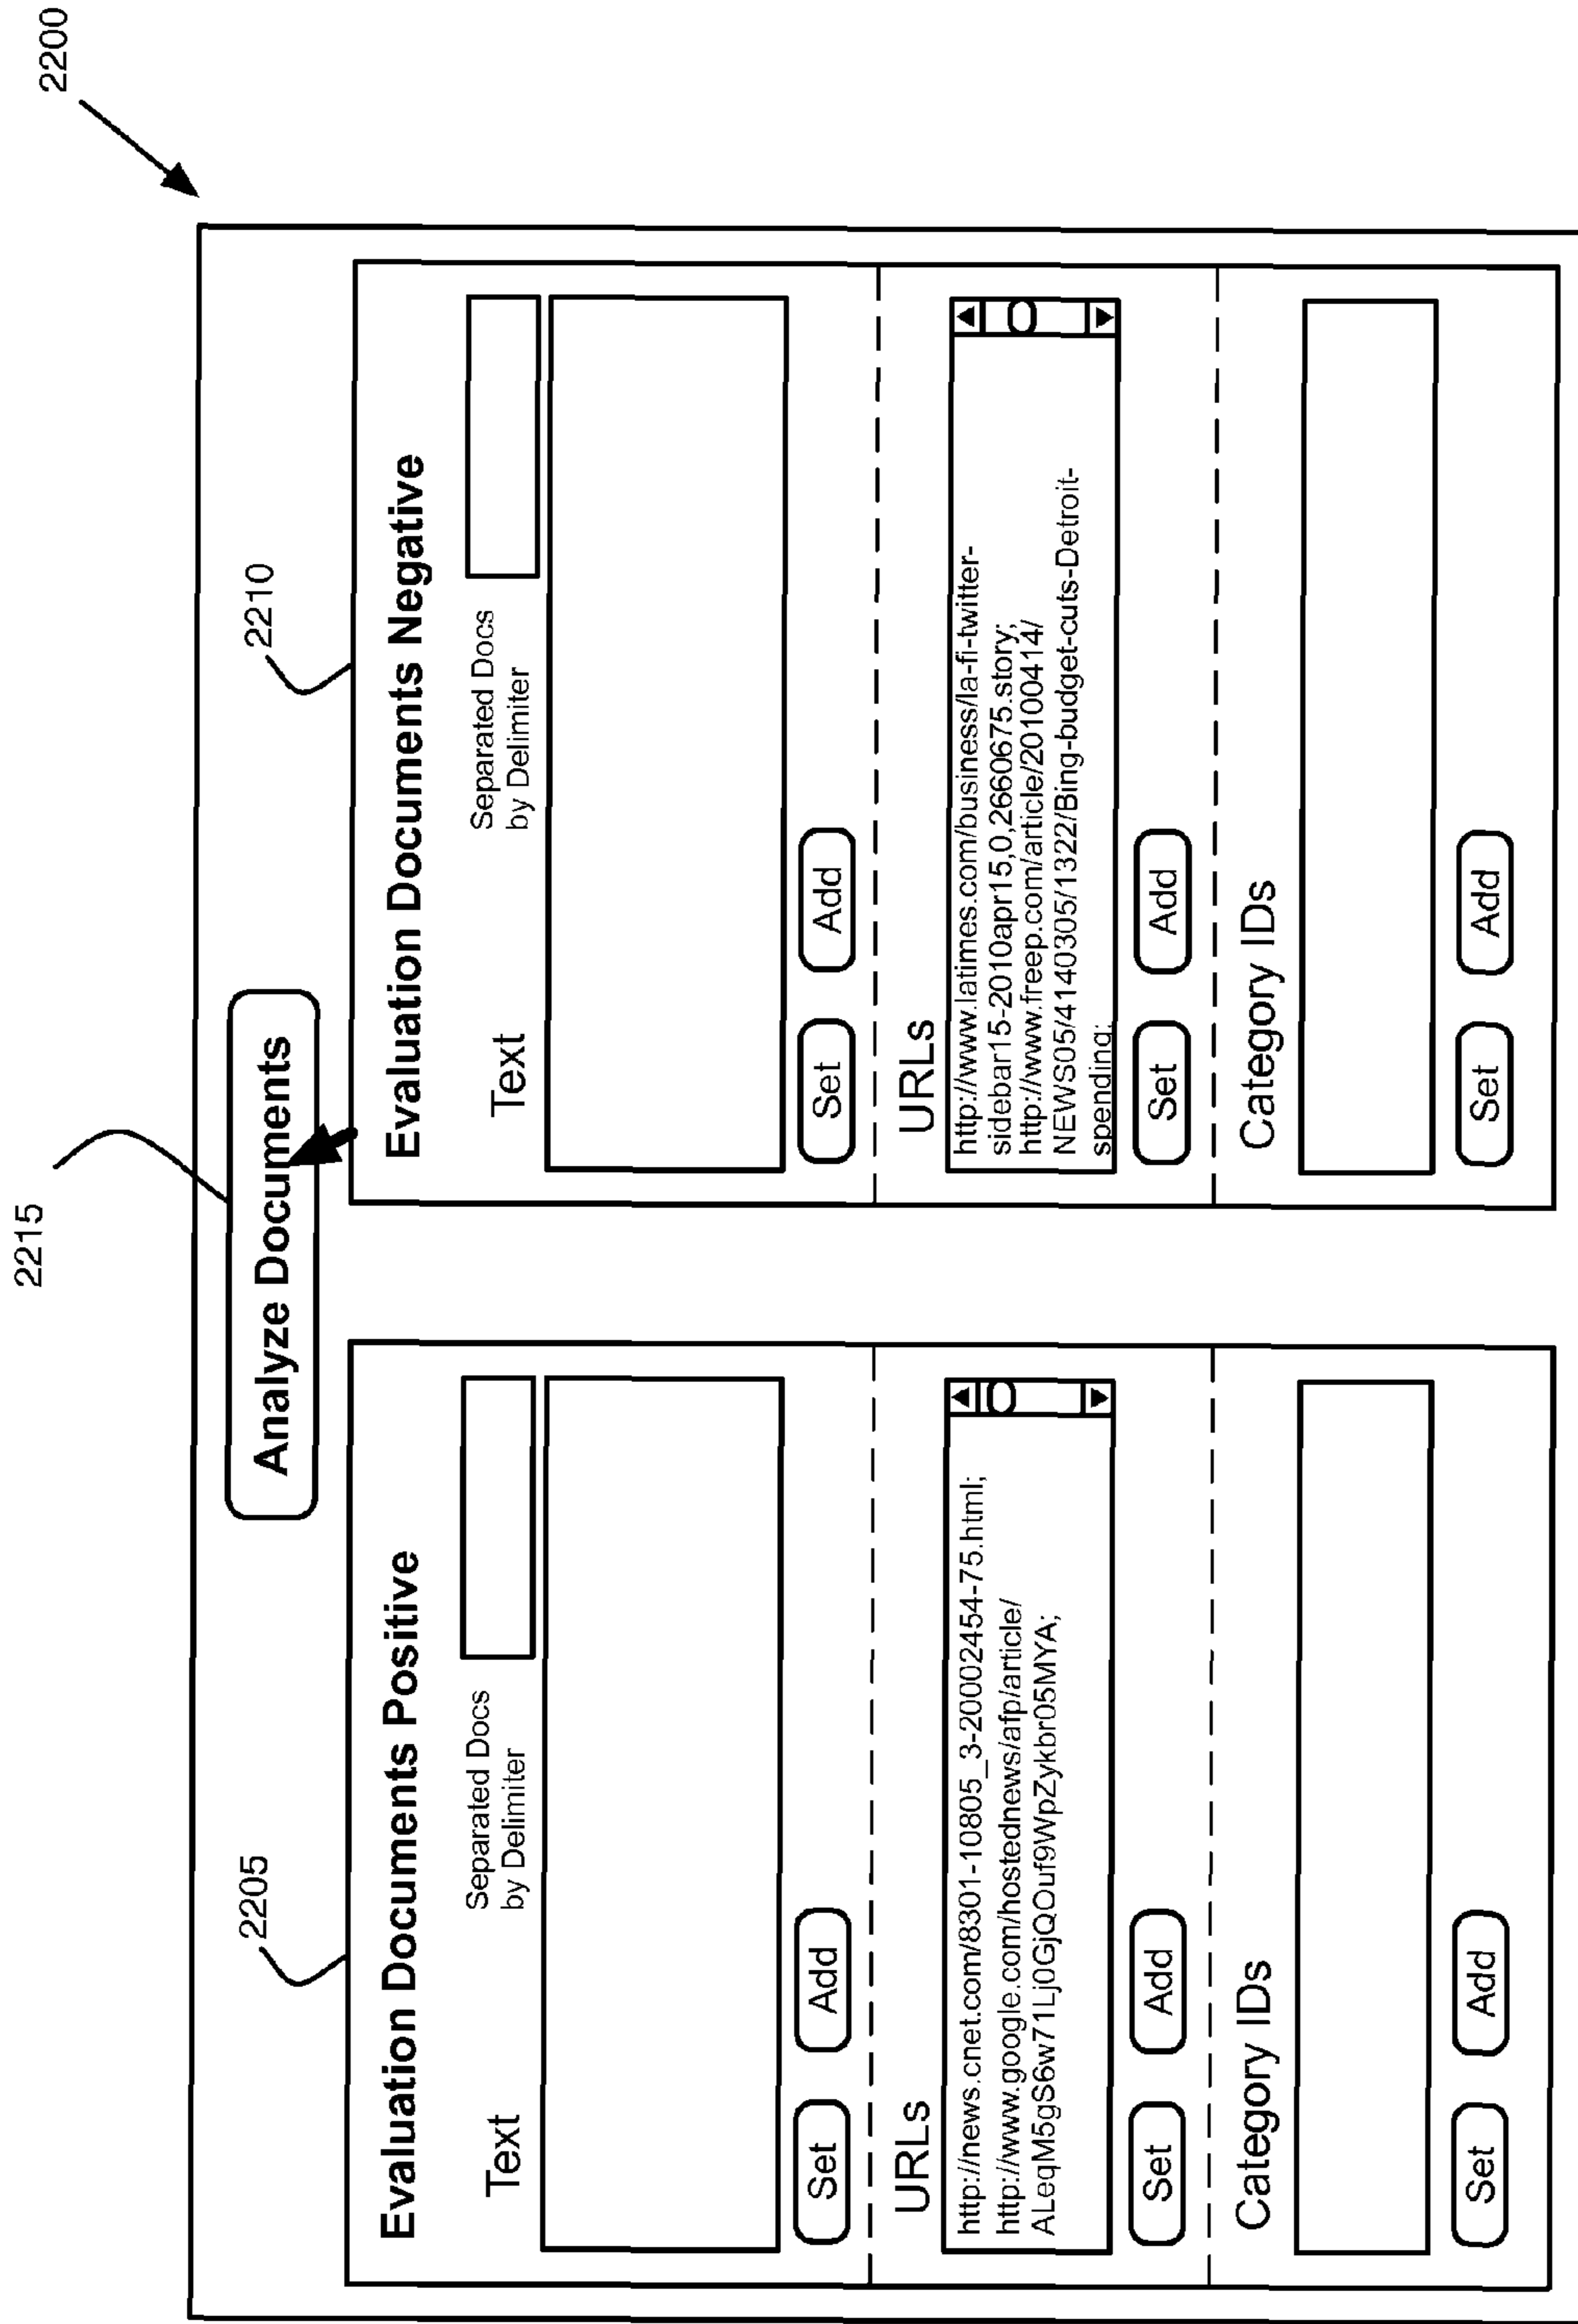 2200
2215
Analyze Documents
2205
Evaluation Documents Positive
Text
Separated Docs
by Delimiter
Set
Add
URLs
http://news.cnet.com/8301-10805_3-20002454-75.html;
http://www.google.com/hostednews/afp/article/
ALeqM5gS6w71Lj0GjQOuf9WpZykbr05MYA;
Set
Add
Category IDs
Set
Add
2210
Evaluation Documents Negative
Text
Separated Docs
by Delimiter
Set
Add
URLs
http://www.latimes.com/business/la-fi-twitter-
sidebar15-2010apr15,0,2660675.story;
http://www.freep.com/article/20100414/
NEWS05/4140305/1322/Bing-budget-cuts-Detroit-
spending;
Set
Add
Category IDs
Set
Add